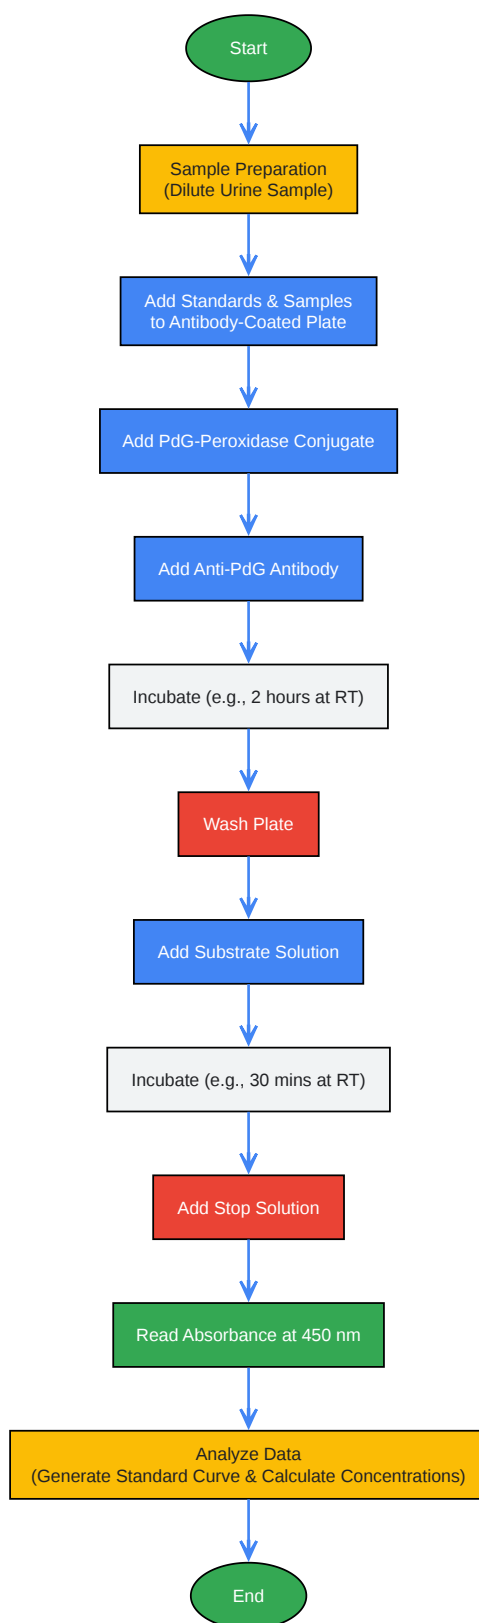 Start
Sample Preparation
(Dilute Urine Sample)
Add Standards & Samples
to Antibody-Coated Plate
Add PdG-Peroxidase Conjugate
Add Anti-PdG Antibody
Incubate (e.g., 2 hours at RT)
Wash Plate
Add Substrate Solution
Incubate (e.g., 30 mins at RT)
Add Stop Solution
Read Absorbance at 450 nm
Analyze Data
(Generate Standard Curve & Calculate Concentrations)
End